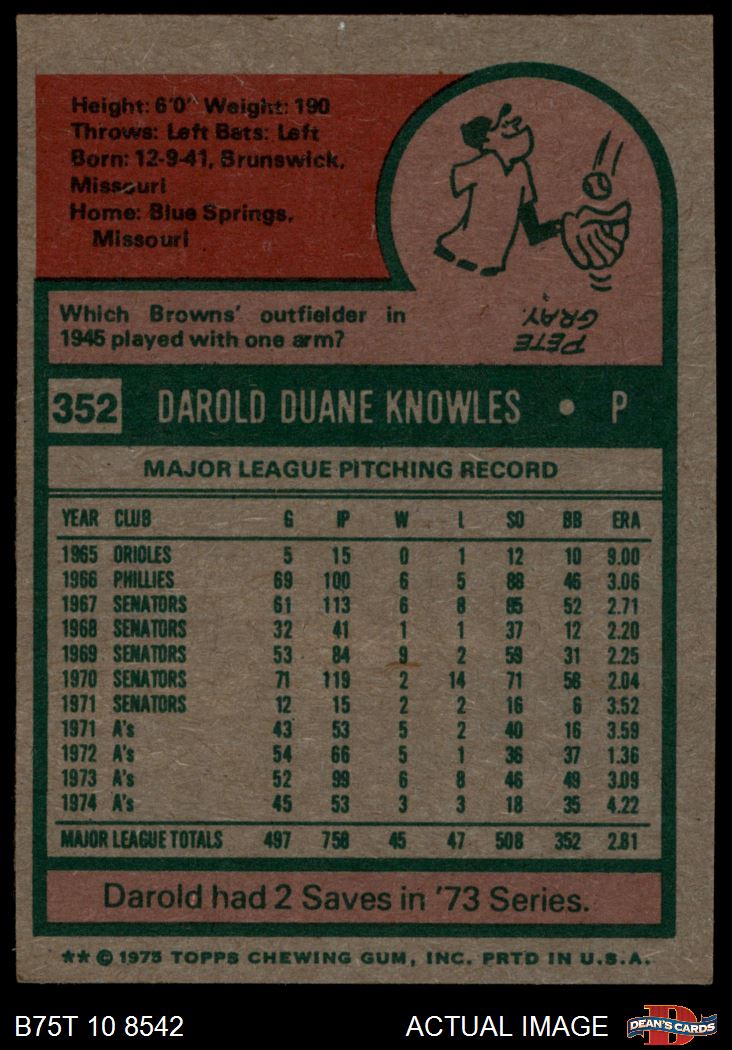 Height: 6'0" Weight: 190
Throws: Left Bats: Left
Born: 12-9-41, Brunswick,
Missouri
Home: Blue Springs,
Missouri
Which Browns' outfielder in
1945 played with one arm?
PETE
GRAY.
352 DAROLD DUANE KNOWLES • P
MAJOR LEAGUE PITCHING RECORD
YEAR CLUB G IP W L SO BB ERA
1965 ORIOLES 5 15 0 1 12 10 9.00
1966 PHILLIES 69 100 6 5 88 46 3.06
1967 SENATORS 61 113 6 8 85 52 2.71
1968 SENATORS 32 41 1 1 37 12 2.20
1969 SENATORS 53 84 9 2 59 31 2.25
1970 SENATORS 71 119 2 14 71 58 2.04
1971 SENATORS 12 15 2 2 16 6 3.52
1971 A's 43 53 5 2 40 16 3.59
1972 A's 54 66 5 1 36 37 1.36
1973 A's 52 99 6 8 46 49 3.09
1974 A's 45 53 3 3 18 35 4.22
MAJOR LEAGUE TOTALS 497 758 45 47 508 352 2.81
Darold had 2 Saves in '73 Series.
** © 1975 TOPPS CHEWING GUM, INC. PRTD IN U.S.A.
B75T 10 8542 ACTUAL IMAGE DEAN'S CARDS